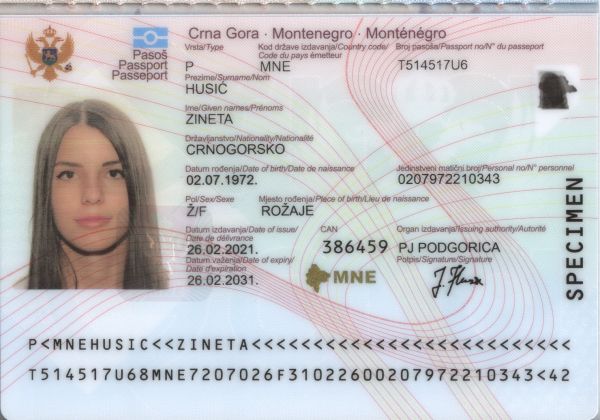 Crna Gora - Montenegro - Monténégro
Pasoš
Passport
Passeport
Vrsta/Type
Kod države izdavanja/Country code/
Code du pays émetteur
Broj pasoša/Passport no/N° du passeport
P MNE T514517U6
Prezime/Surname/Nom
HUSIĆ
Ime/Given names/Prénoms
ZINETA
Državljanstvo/Nationality/Nationalité
CRNOGORSKO
Datum rođenja/Date of birth/Date de naissance
Jedinstveni matični broj/Personal no/N° personnel
02.07.1972. 0207972210343
Pol/Sex/Sexe
Mjesto rođenja/Place of birth/Lieu de naissance
Ž/F ROŽAJE
Datum izdavanja/Date of issue/
Date de délivrance
CAN
Organ izdavanja/Issuing authority/Autorité
26.02.2021. 386459 PJ PODGORICA
Datum važenja/Date of expiry/
Date d'expiration
Potpis/Signature/Signature
26.02.2031. MNE
SPECIMEN
P<MNEHUSIC<<ZINETA<<<<<<<<<<<<<<<<<<<<<<<<<<
T514517U68MNE7207026F31022600207972210343<42